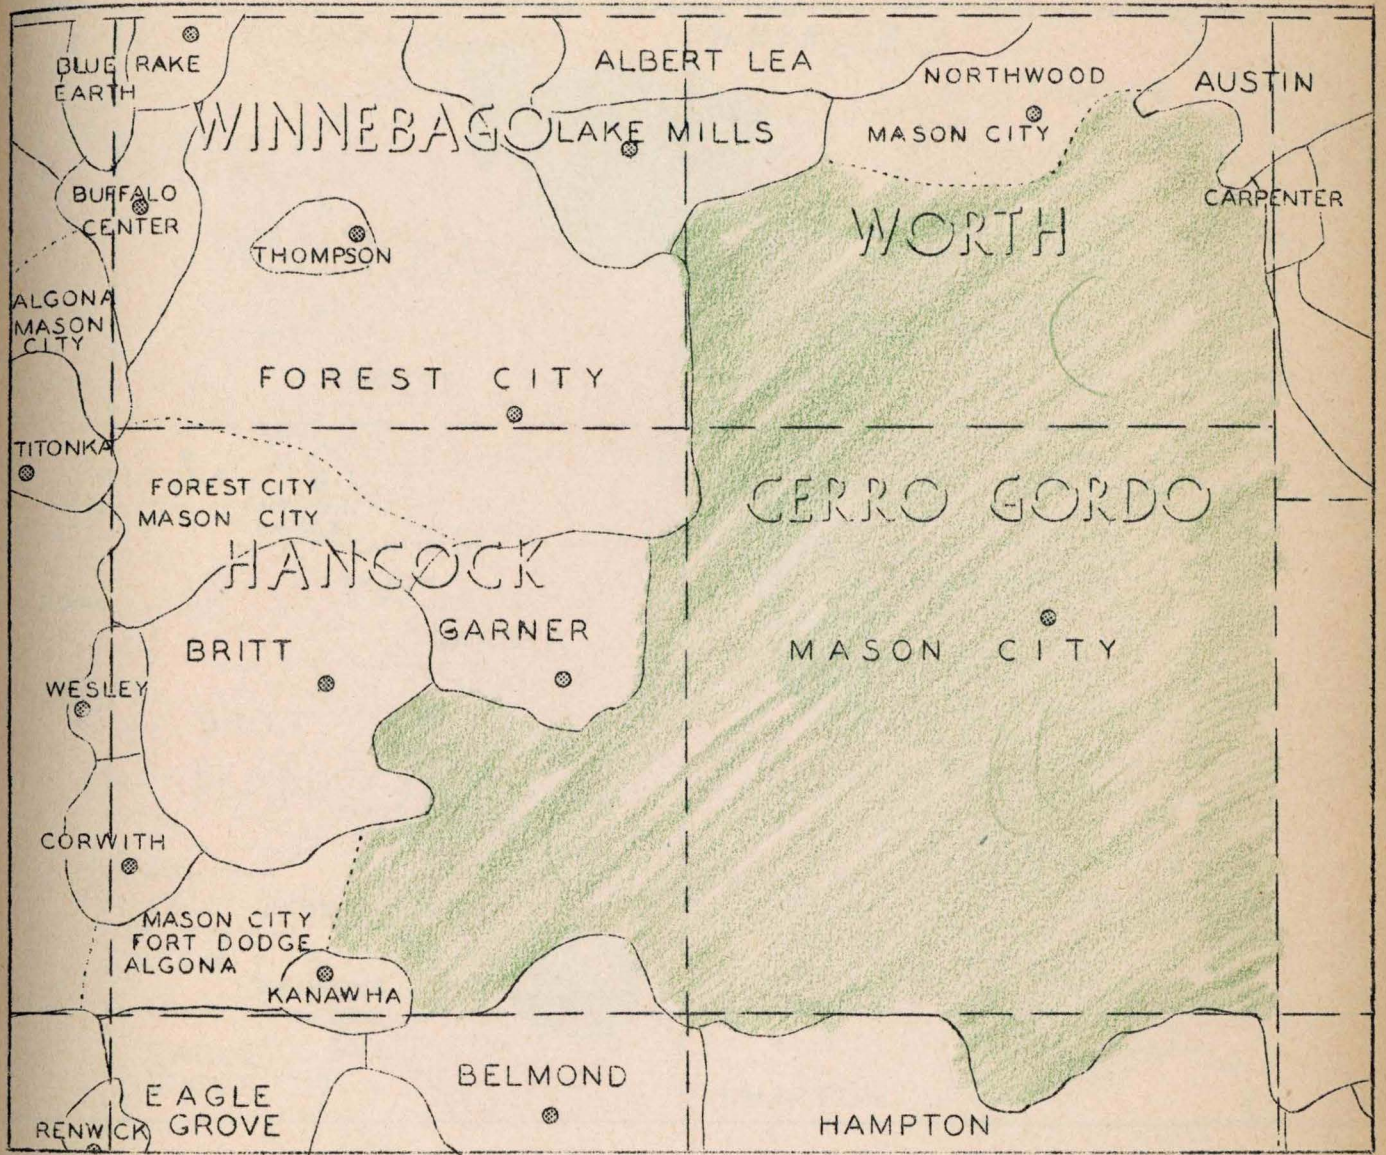 BLUE RAKE
EARTH
ALBERT LEA
NORTHWOOD
AUSTIN
WINNEBAGO
LAKE MILLS
MASON CITY
BUFFALO
CENTER
CARPENTER
THOMPSON
WORTH
ALGONA
MASON
CITY
FOREST CITY
TITONKA
FOREST CITY
MASON CITY
CERRO GORDO
HANCOCK
BRITT
GARNER
MASON CITY
WESLEY
CORWITH
MASON CITY
FORT DODGE
ALGONA
KANAWHA
BELMOND
EAGLE
GROVE
RENWICK
HAMPTON